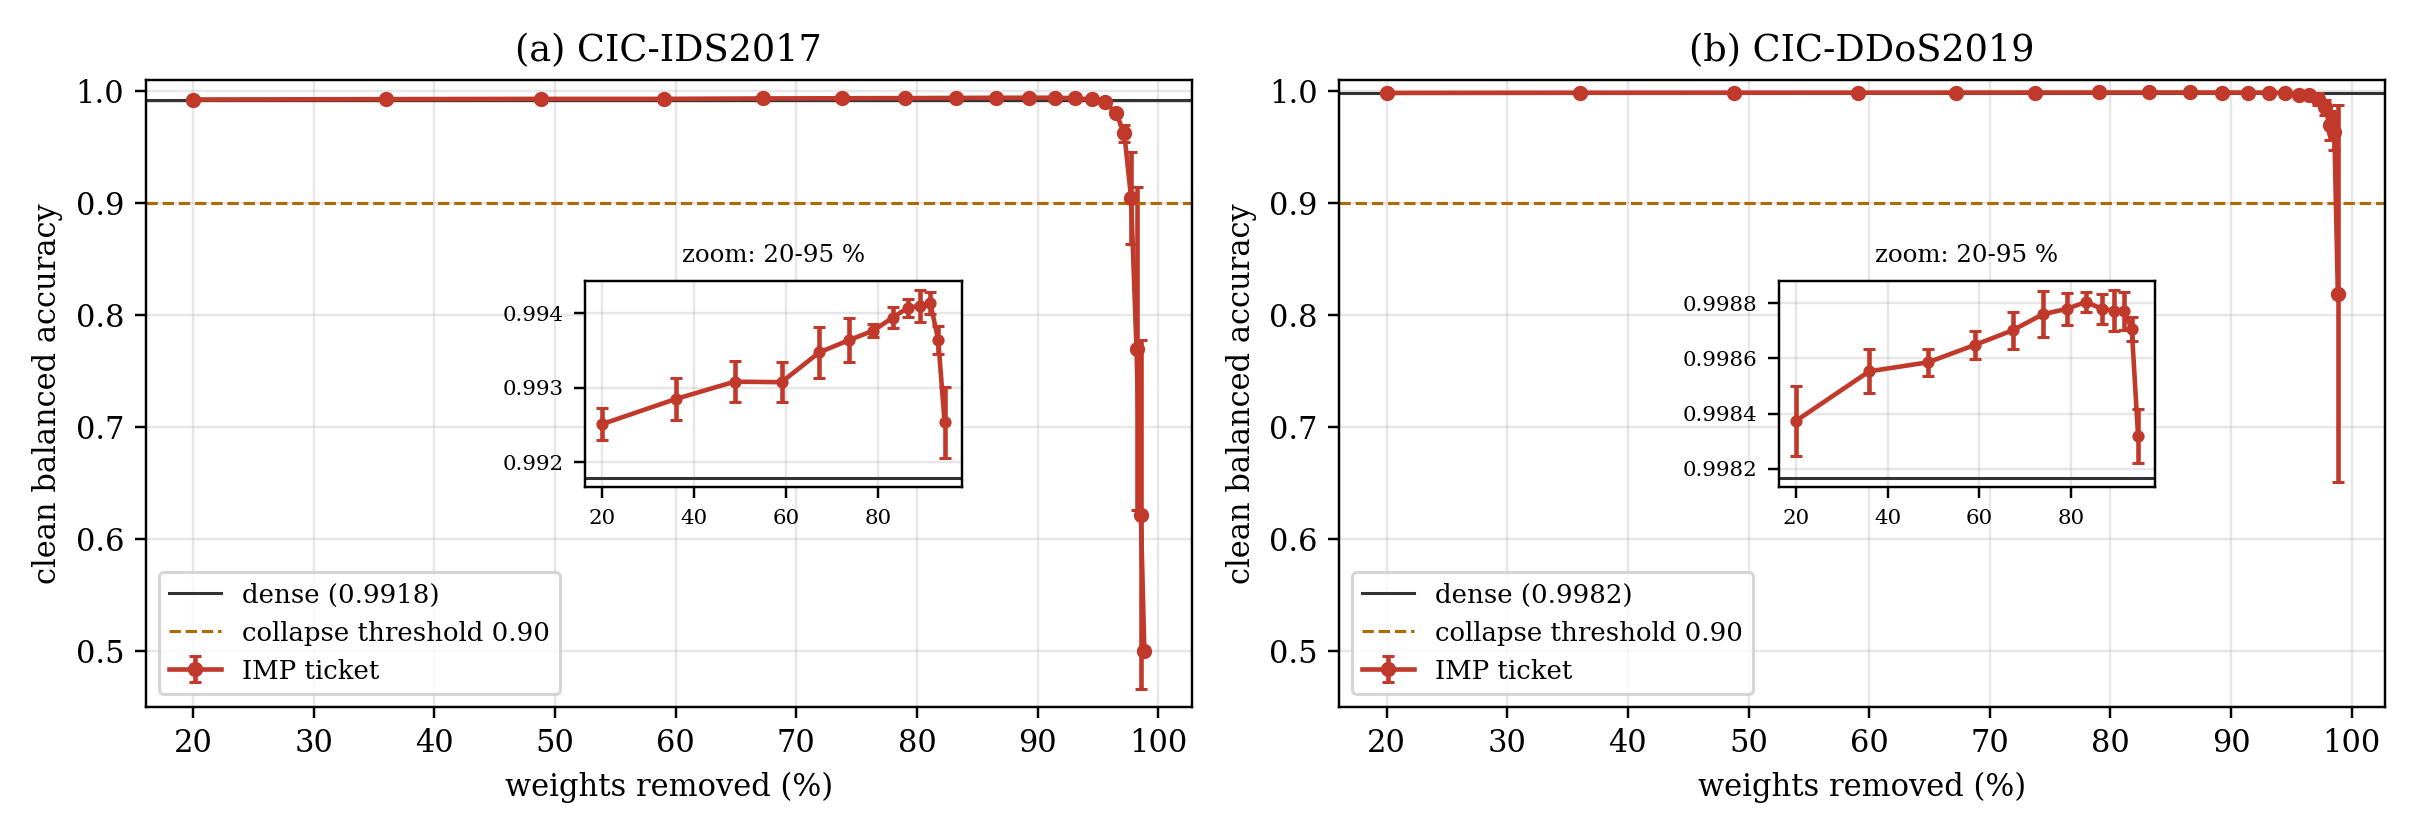 (a) CIC-IDS2017
clean balanced accuracy
1.0
0.9
0.8
0.7
0.6
0.5
zoom: 20-95 %
0.994
0.993
0.992
20 40 60 80
dense (0.9918)
collapse threshold 0.90
IMP ticket
20 30 40 50 60 70 80 90 100
weights removed (%)
(b) CIC-DDoS2019
clean balanced accuracy
1.0
0.9
0.8
0.7
0.6
0.5
zoom: 20-95 %
0.9988
0.9986
0.9984
0.9982
20 40 60 80
dense (0.9982)
collapse threshold 0.90
IMP ticket
20 30 40 50 60 70 80 90 100
weights removed (%)